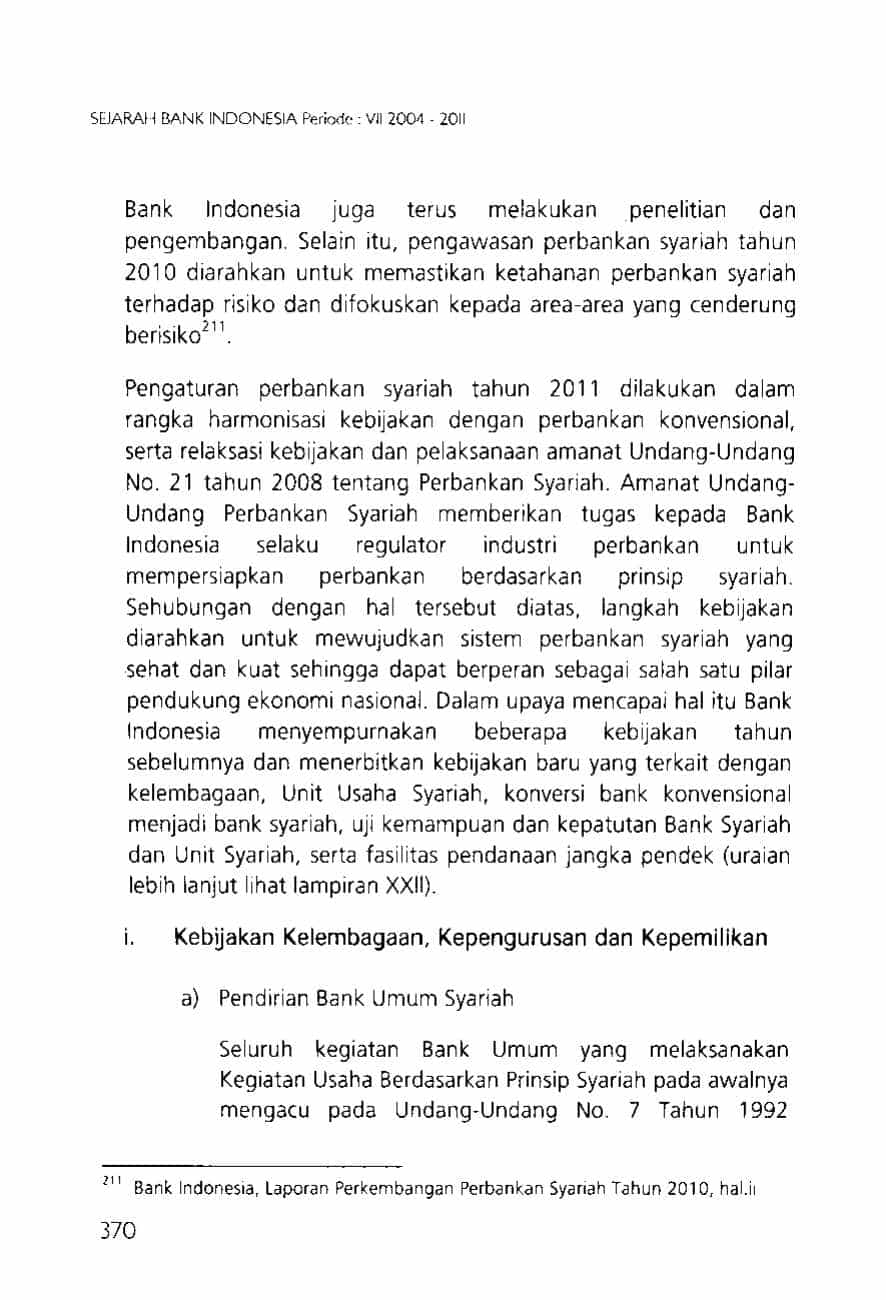 SEJARAH BANK INDONESIA Periode : VII 2004 - 2011
Bank Indonesia juga terus melakukan penelitian dan
pengembangan. Selain itu, pengawasan perbankan syariah tahun
2010 diarahkan untuk memastikan ketahanan perbankan syariah
terhadap risiko dan difokuskan kepada area-area yang cenderung
berisiko²¹¹.
Pengaturan perbankan syariah tahun 2011 dilakukan dalam
rangka harmonisasi kebijakan dengan perbankan konvensional,
serta relaksasi kebijakan dan pelaksanaan amanat Undang-Undang
No. 21 tahun 2008 tentang Perbankan Syariah. Amanat Undang-
Undang Perbankan Syariah memberikan tugas kepada Bank
Indonesia selaku regulator industri perbankan untuk
mempersiapkan perbankan berdasarkan prinsip syariah.
Sehubungan dengan hal tersebut diatas, langkah kebijakan
diarahkan untuk mewujudkan sistem perbankan syariah yang
sehat dan kuat sehingga dapat berperan sebagai salah satu pilar
pendukung ekonomi nasional. Dalam upaya mencapai hal itu Bank
Indonesia menyempurnakan beberapa kebijakan tahun
sebelumnya dan menerbitkan kebijakan baru yang terkait dengan
kelembagaan, Unit Usaha Syariah, konversi bank konvensional
menjadi bank syariah, uji kemampuan dan kepatutan Bank Syariah
dan Unit Syariah, serta fasilitas pendanaan jangka pendek (uraian
lebih lanjut lihat lampiran XXII).
i. Kebijakan Kelembagaan, Kepengurusan dan Kepemilikan
a) Pendirian Bank Umum Syariah
Seluruh kegiatan Bank Umum yang melaksanakan
Kegiatan Usaha Berdasarkan Prinsip Syariah pada awalnya
mengacu pada Undang-Undang No. 7 Tahun 1992
²¹¹ Bank Indonesia, Laporan Perkembangan Perbankan Syariah Tahun 2010, hal.ii
370